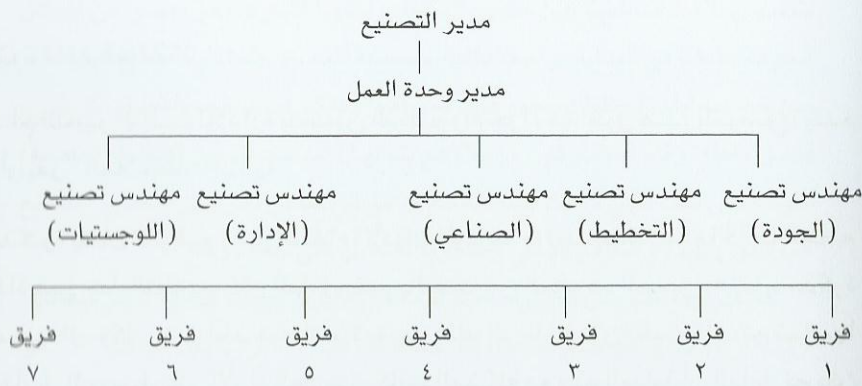 مدير التصنيع
مدير وحدة العمل
مهندس تصنيع مهندس تصنيع مهندس تصنيع مهندس تصنيع مهندس تصنيع
(الجودة) (التخطيط) (الصناعي) (الإدارة) (اللوجستيات)
فريق فريق فريق فريق فريق فريق فريق
١ ٢ ٣ ٤ ٥ ٦ ٧